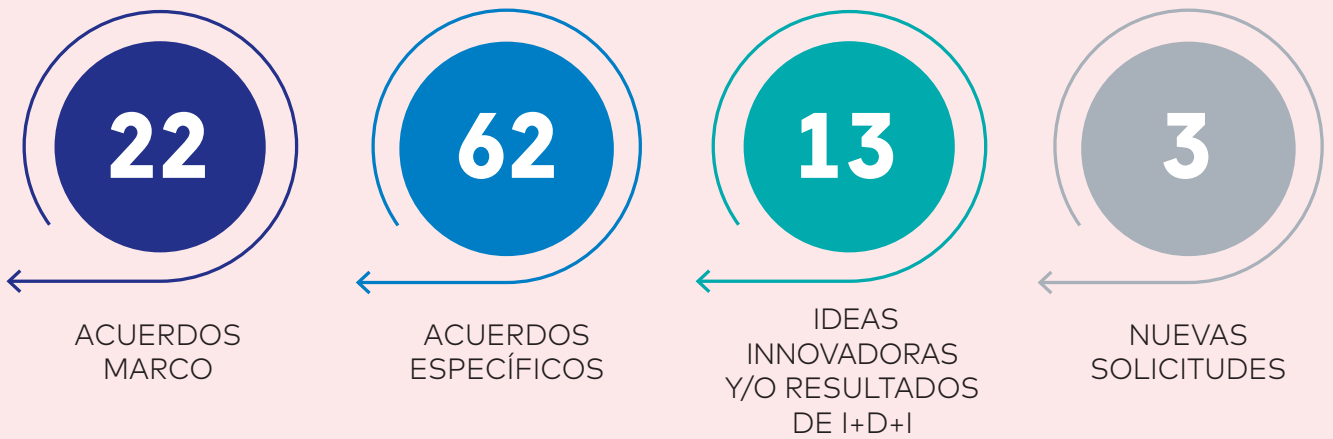 22
ACUERDOS
MARCO
62
ACUERDOS
ESPECÍFICOS
13
IDEAS
INNOVADORAS
Y/O RESULTADOS
DE I+D+I
3
NUEVAS
SOLICITUDES